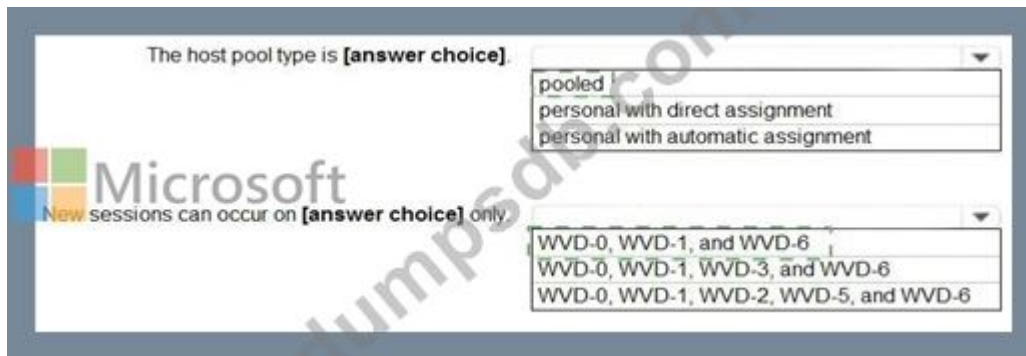 The host pool type is [answer choice].
pooled
personal with direct assignment
personal with automatic assignment
Microsoft
New sessions can occur on [answer choice] only.
WVD-0, WVD-1, and WVD-6
WVD-0, WVD-1, WVD-3, and WVD-6
WVD-0, WVD-1, WVD-2, WVD-5, and WVD-6
dumpsdb.com